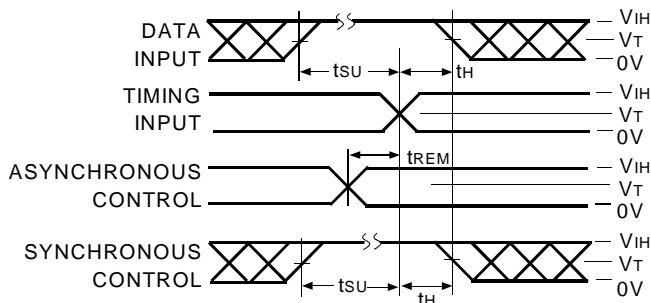 DATA INPUT
VIH
VT
0V
tSU
tH
TIMING INPUT
VIH
VT
0V
tREM
ASYNCHRONOUS CONTROL
VIH
VT
0V
SYNCHRONOUS CONTROL
VIH
VT
0V
tSU
tH